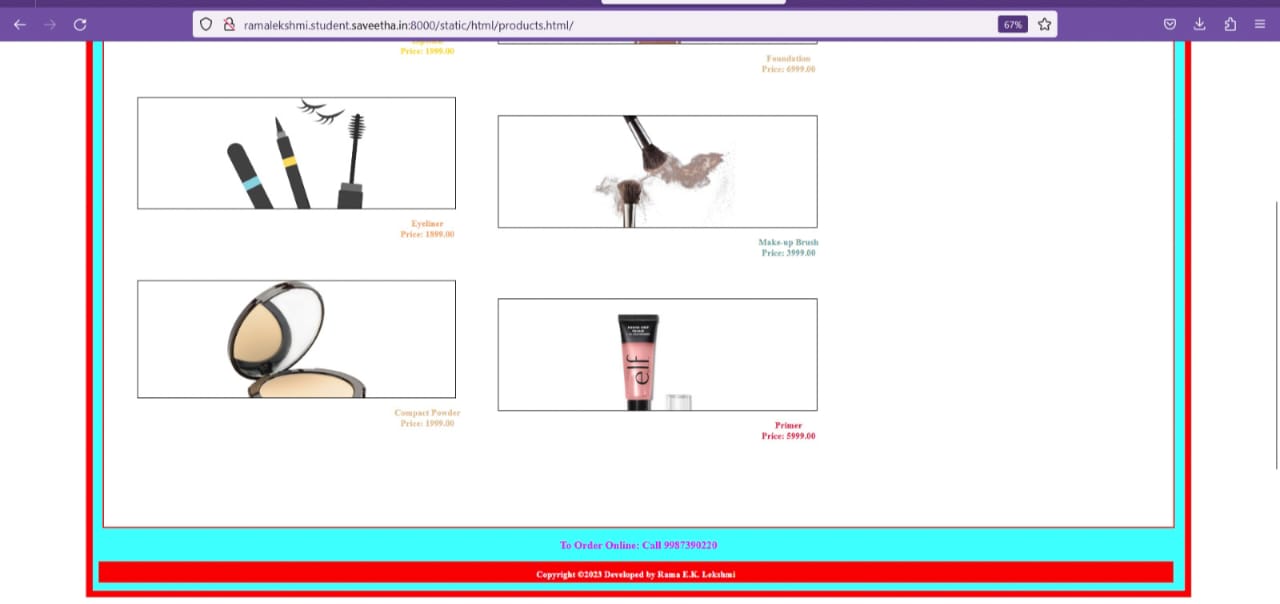 ramalekshmi.student.saveetha.in:8000/static/html/products.html/
67%
Price: 1999.00
Foundation
Price: 6999.00
Eyeliner
Price: 1899.00
Make-up Brush
Price: 3999.00
elf
Compact Powder
Price: 1999.00
Primer
Price: 5999.00
To Order Online: Call 9987390220
Copyright ©2023 Developed by Rama E.K. Lekshmi